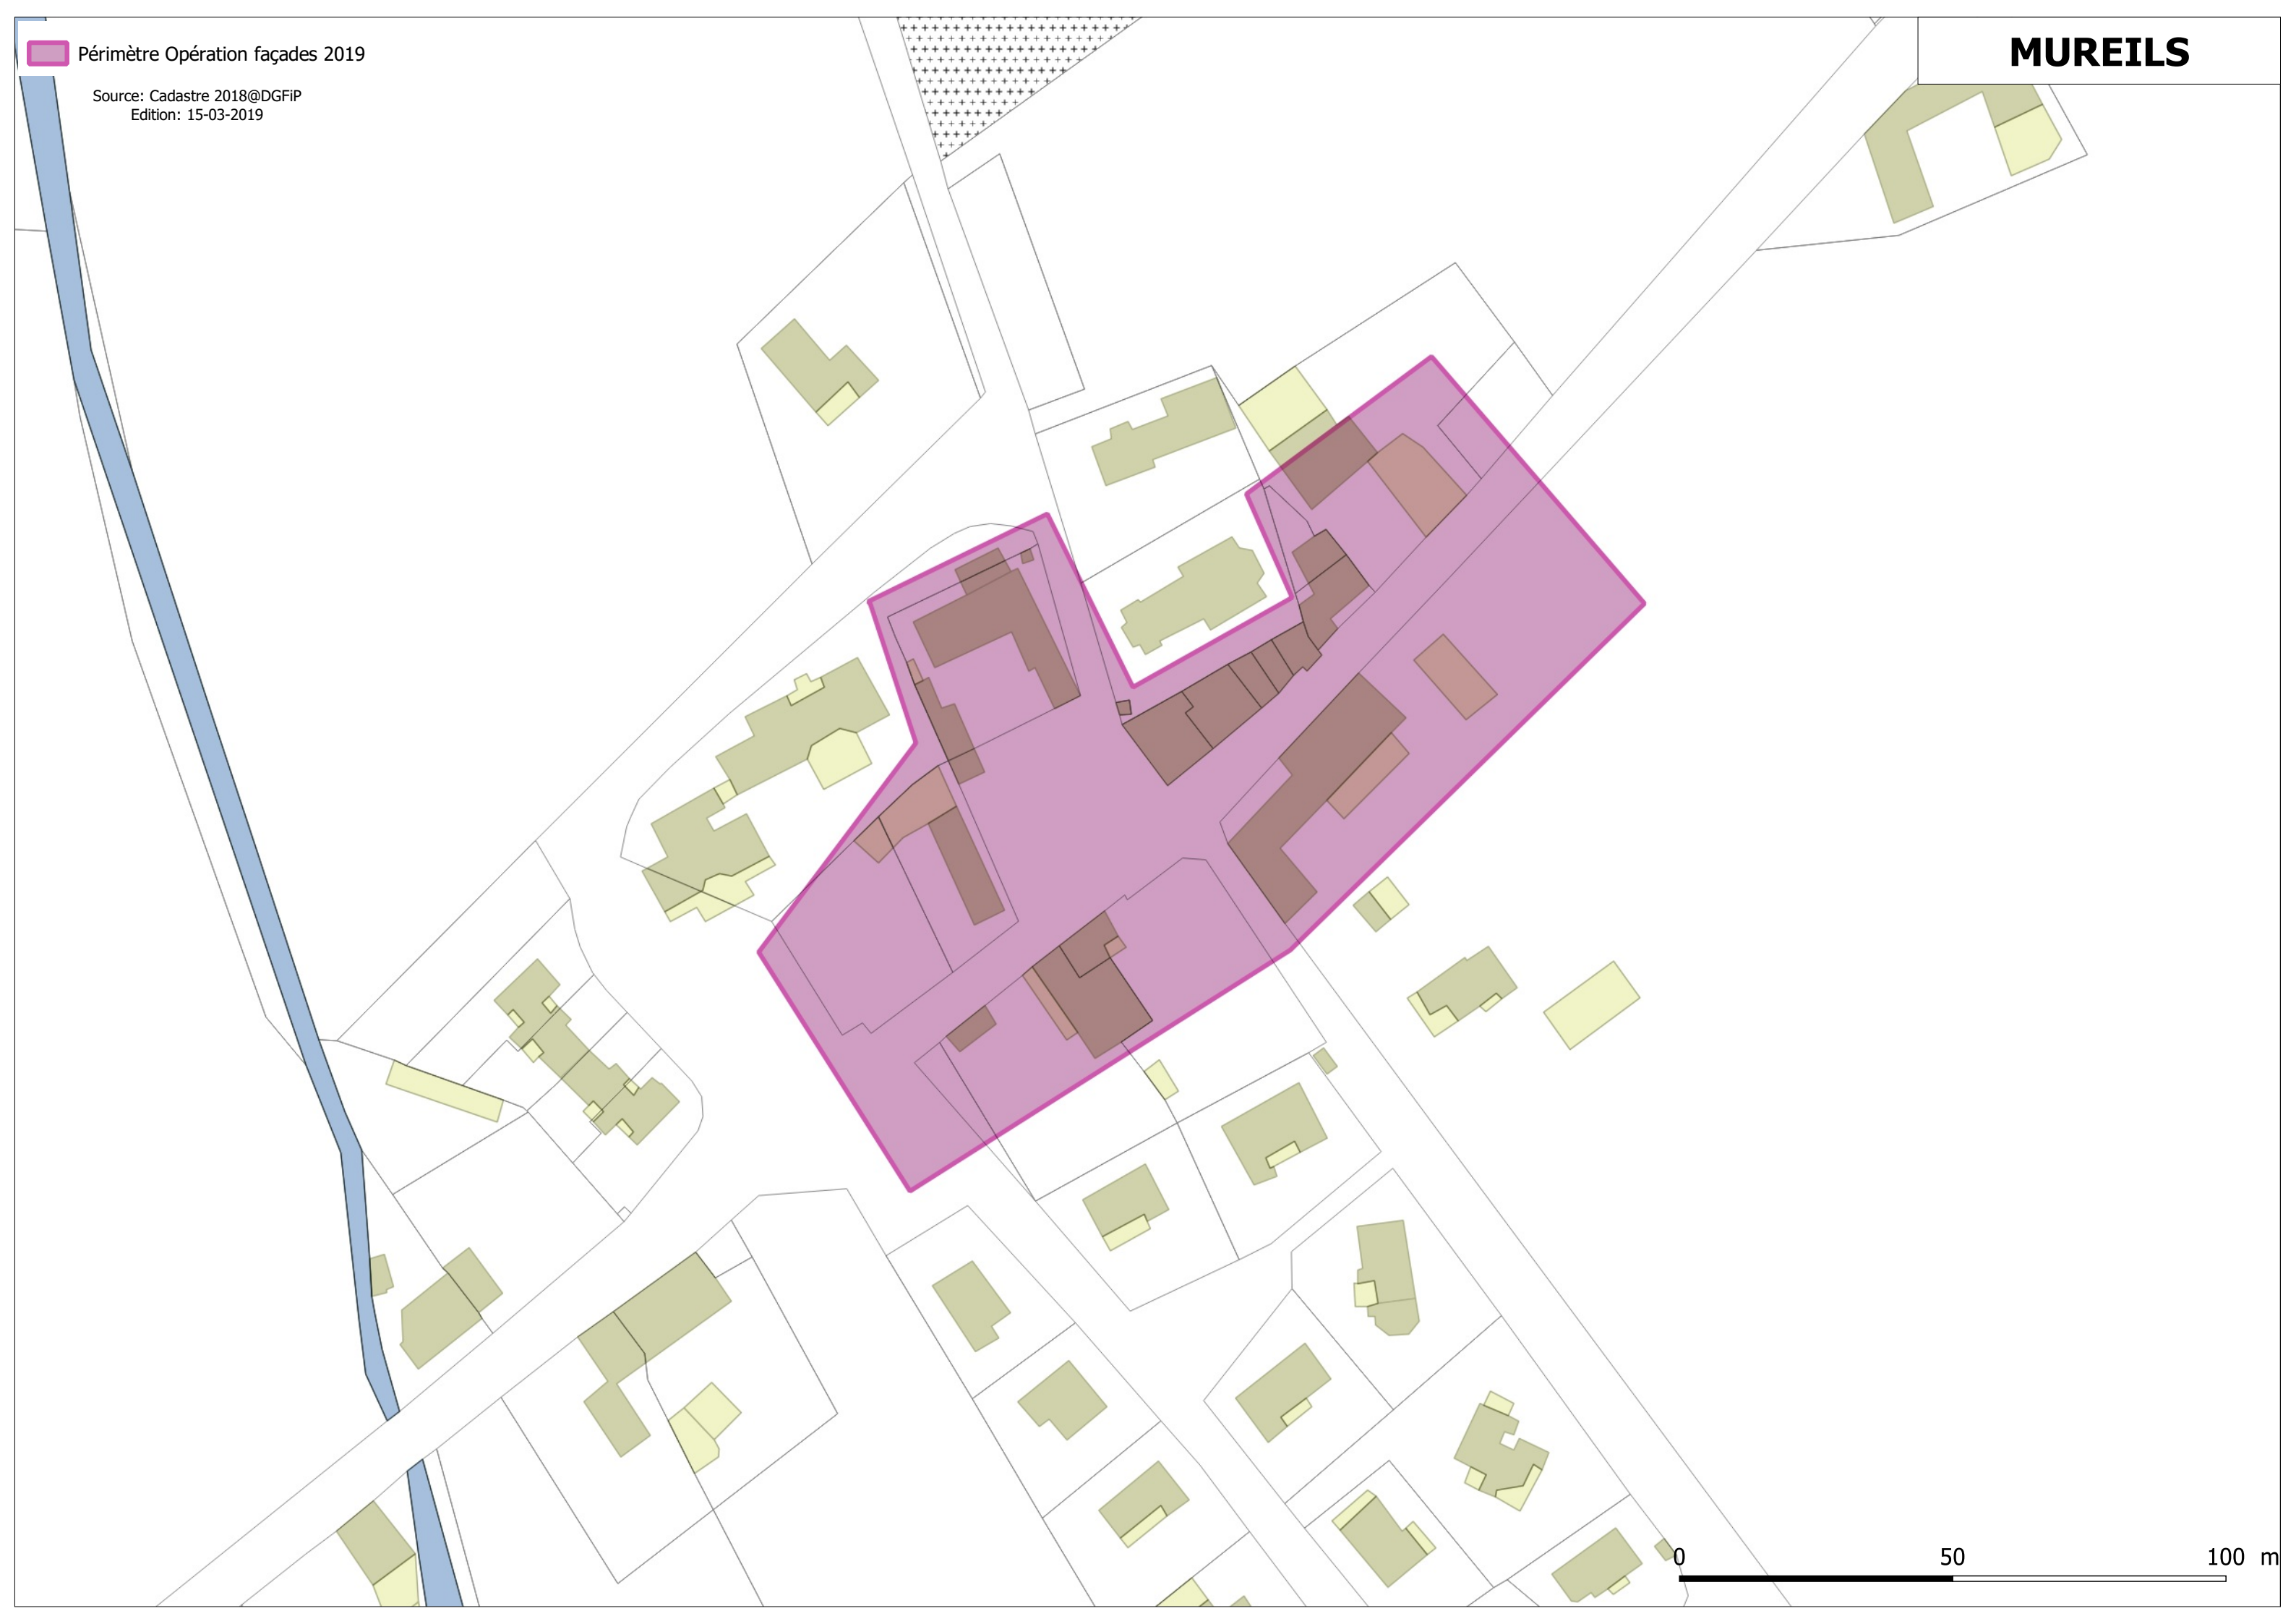 MUREILS
Périmètre Opération façades 2019
Source: Cadastre 2018@DGFiP
Edition: 15-03-2019
0 50 100 m